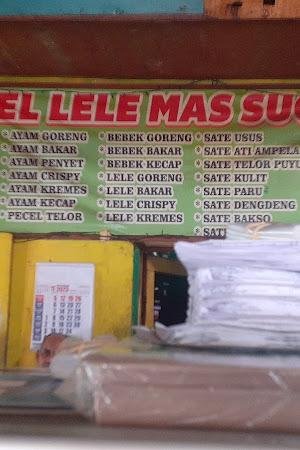 EL LELE MAS
AYAM GORENG
AYAM BAKAR
AYAM PENYET
AYAM CRISPY
AYAM KREMES
AYAM KECAP
PECEL TELOR
BEBEK GORENG
BEBEK BAKAR
BEBEK KECAP
LELE GORENG
LELE BAKAR
LELE CRISPY
LELE KREMES
SATE USUS
SATE ATI AMPELA
SATE TELOR PUYU
SATE KULIT
SATE PARU
SATE DENGDENG
SATE BAKSO
SATE
2023